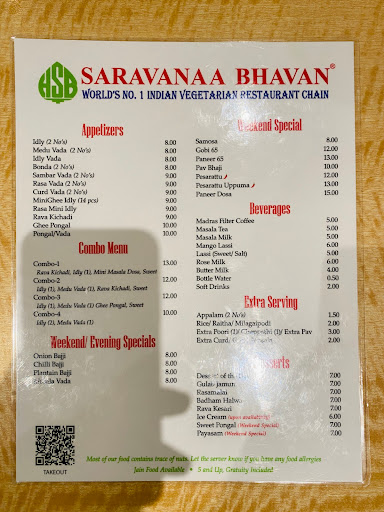 HSB
SARAVANAA BHAVAN®
WORLD'S NO. 1 INDIAN VEGETARIAN RESTAURANT CHAIN
Appetizers
Idly (2 No's) 8.00
Medu Vada (2 No's) 8.00
Idly Vada 8.00
Bonda (2 No's) 8.00
Sambar Vada (2 No's) 9.00
Rasa Vada (2 No's) 9.00
Curd Vada (2 No's) 9.00
MiniGhee Idly (14 pcs) 9.00
Rasa Mini Idly 9.00
Rava Kichadi 9.00
Ghee Pongal 10.00
Pongal/Vada 10.00
Combo Menu
Combo-1 13.00
Rava Kichadi, Idly (1), Mini Masala Dosa, Sweet
Combo-2 12.00
Idly (1), Medu Vada (1), Rava Kichadi, Sweet
Combo-3 12.00
Idly (1), Medu Vada (1) Ghee Pongal, Sweet
Combo-4 10.00
Idly (2), Medu Vada (1)
Weekend/ Evening Specials
Onion Bajji 8.00
Chilli Bajji 8.00
Plantain Bajji 8.00
Vada 8.00
TAKEOUT
Weekend Special
Samosa 8.00
Gobi 65 12.00
Paneer 65 13.00
Pav Bhaji 10.00
Pesarattu 12.00
Pesarattu Uppuma 13.00
Paneer Dosa 15.00
Beverages
Madras Filter Coffee 5.00
Masala Tea 5.00
Masala Milk 5.00
Mango Lassi 6.00
Lassi (Sweet/ Salt) 5.00
Rose Milk 6.00
Butter Milk 4.00
Bottle Water 0.50
Soft Drinks 2.00
Extra Serving
Appalam (2 No's) 1.50
Rice/ Raitha/ Milagaipodi 2.00
Extra Poori (1)/ (1)/ Extra Pav 3.00
Extra Curd, 2.00
Dessert of the 7.00
Gulab Jamun 7.00
Rasamalai 7.00
Badham Halwa 7.00
Rava Kesari 7.00
Ice Cream 6.00
Sweet Pongal (Weekend Special) 7.00
Payasam (Weekend Special) 7.00
Most of our food contains trace of nuts. Let the server know if you have any food allergies
Jain Food Available • 5 and Up, Gratuity Included!